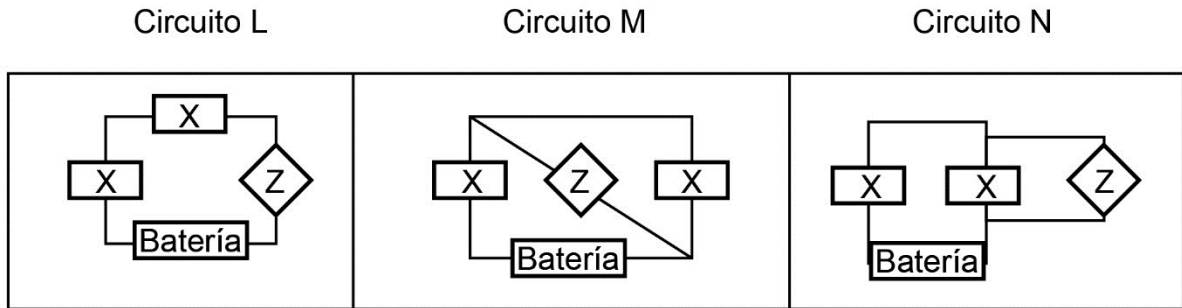 Circuito L
Circuito M
Circuito N
X
X
Z
Batería
X
Z
X
Batería
X
X
Z
Batería